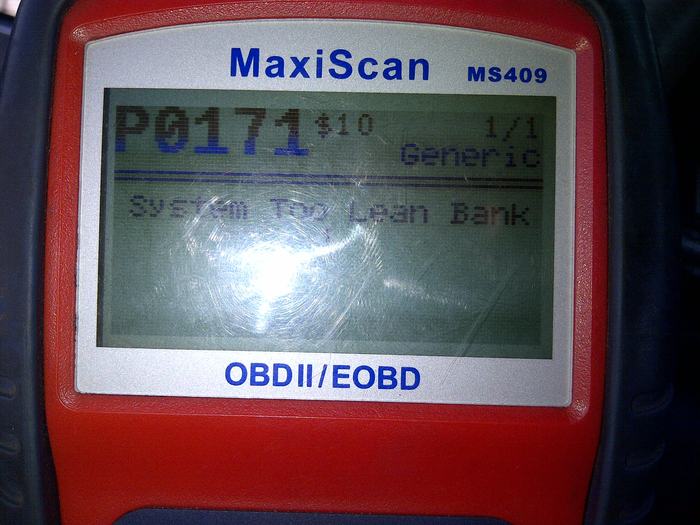 MaxiScan MS409
P0171 $10 1/1
Generic
System Too Lean Bank
OBDII/EOBD